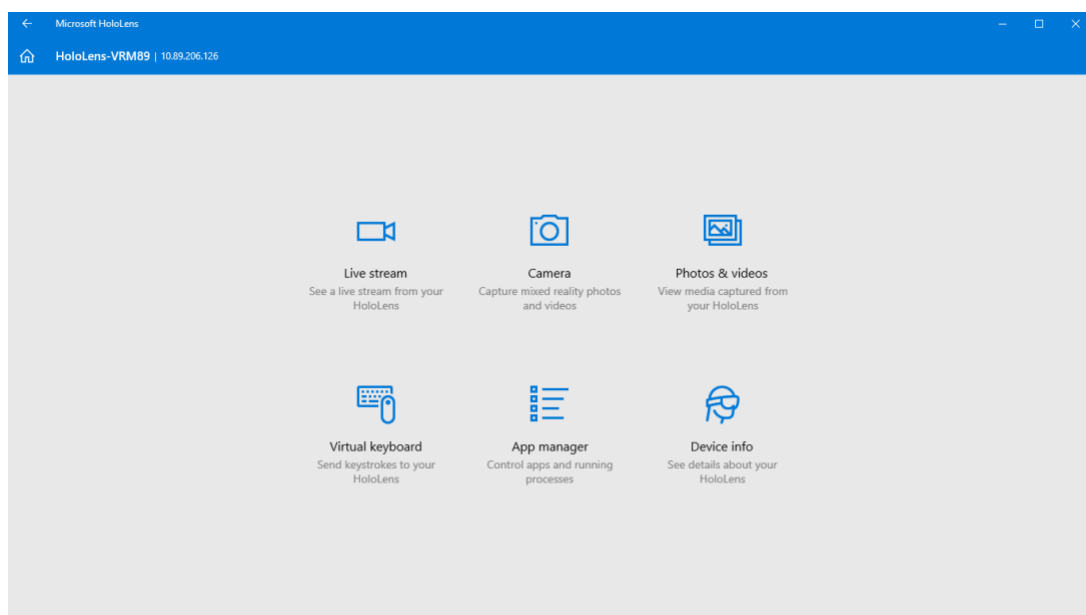 Microsoft HoloLens
HoloLens-VRM89 | 10.89.206.126
Live stream
See a live stream from your
HoloLens
Camera
Capture mixed reality photos
and videos
Photos & videos
View media captured from
your HoloLens
Virtual keyboard
Send keystrokes to your
HoloLens
App manager
Control apps and running
processes
Device info
See details about your
HoloLens